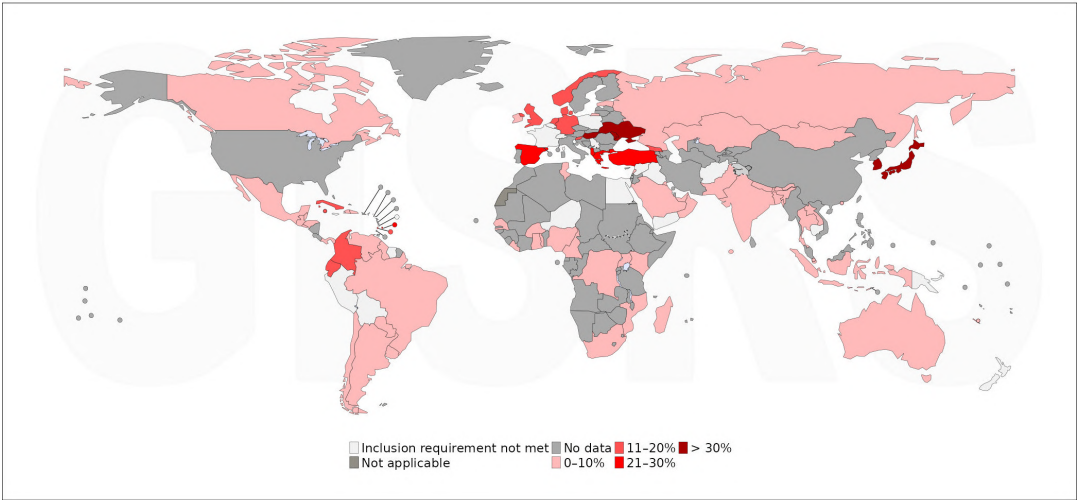 GISRS
Inclusion requirement not met No data 11–20% > 30%
Not applicable 0–10% 21–30%